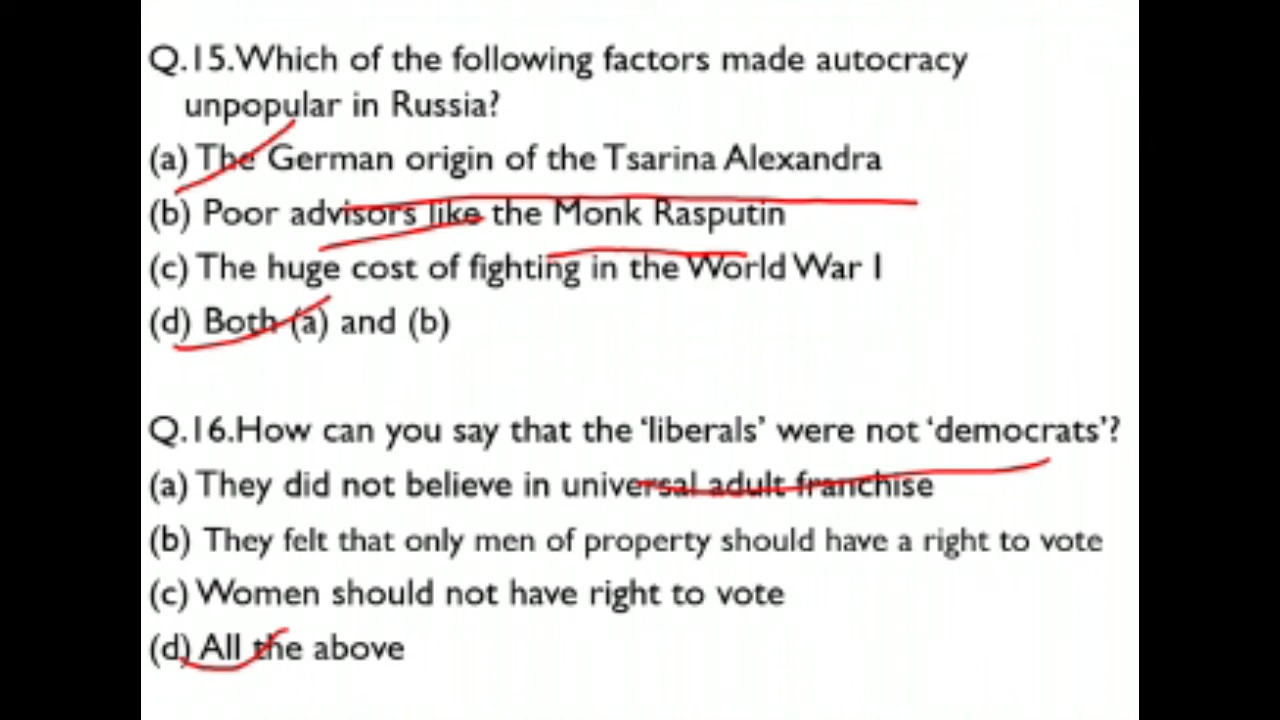 Q.15.Which of the following factors made autocracy
unpopular in Russia?
(a) The German origin of the Tsarina Alexandra
(b) Poor advisors like the Monk Rasputin
(c) The huge cost of fighting in the World War I
(d) Both (a) and (b)
Q.16.How can you say that the ‘liberals’ were not ‘democrats’?
(a) They did not believe in universal adult franchise
(b) They felt that only men of property should have a right to vote
(c) Women should not have right to vote
(d) All the above